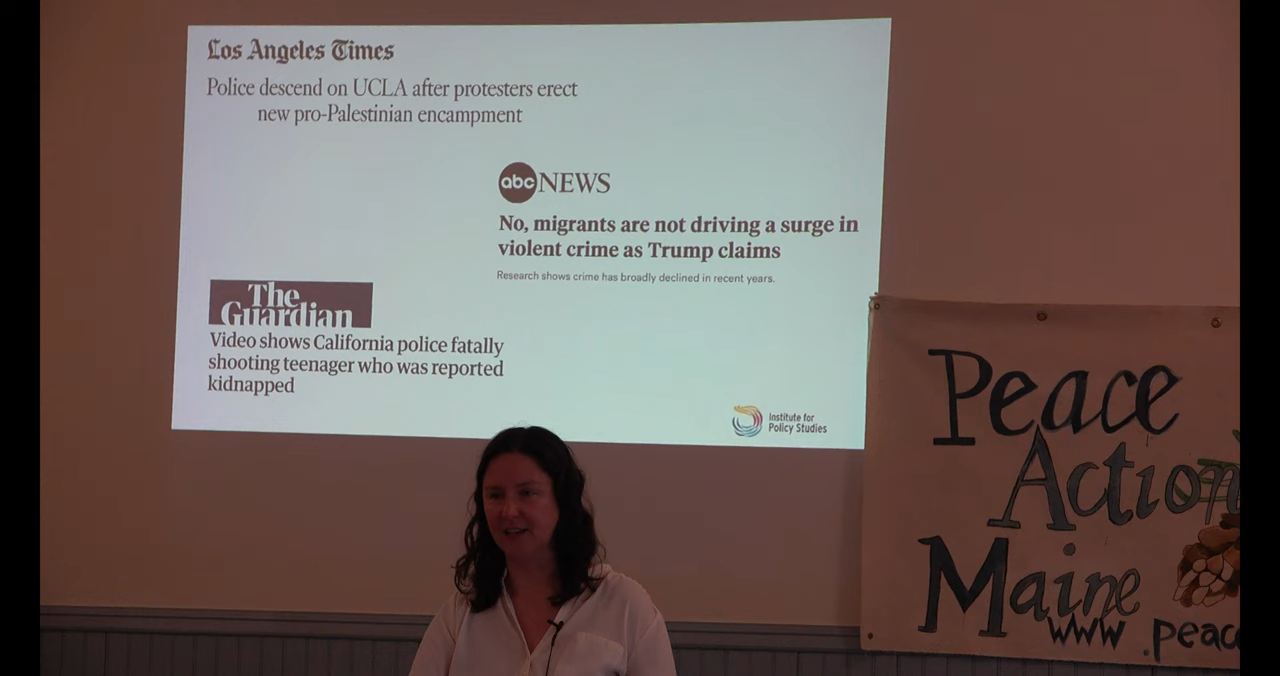 Los Angeles Times
Police descend on UCLA after protesters erect
new pro-Palestinian encampment
abc NEWS
No, migrants are not driving a surge in
violent crime as Trump claims
Research shows crime has broadly declined in recent years.
The
Guardian
Video shows California police fatally
shooting teenager who was reported
kidnapped
Institute for
Policy Studies
Peace
Action
Maine
www.peac